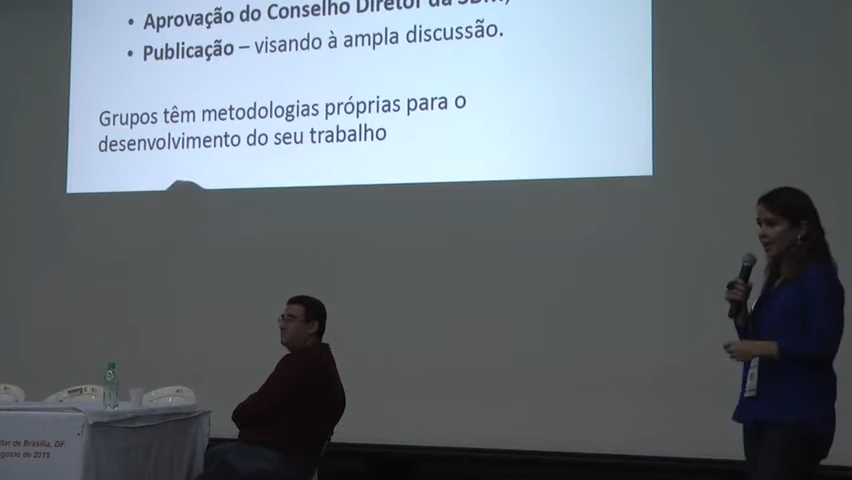 • Aprovação do Conselho Diretor da SBM;
• Publicação – visando à ampla discussão.
Grupos têm metodologias próprias para o
desenvolvimento do seu trabalho
de Brasília, DF.
agosto de 2015